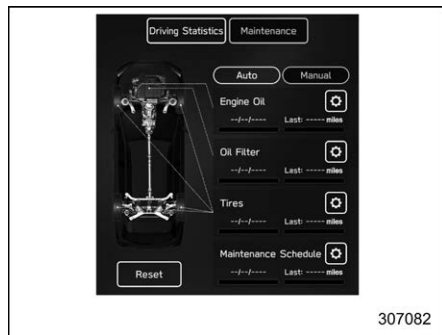 Driving Statistics Maintenance
Auto Manual
Engine Oil
--/--/---- Last: ----- miles
Oil Filter
--/--/---- Last: ----- miles
Tires
--/--/---- Last: ----- miles
Maintenance Schedule
--/--/---- Last: ----- miles
Reset
307082